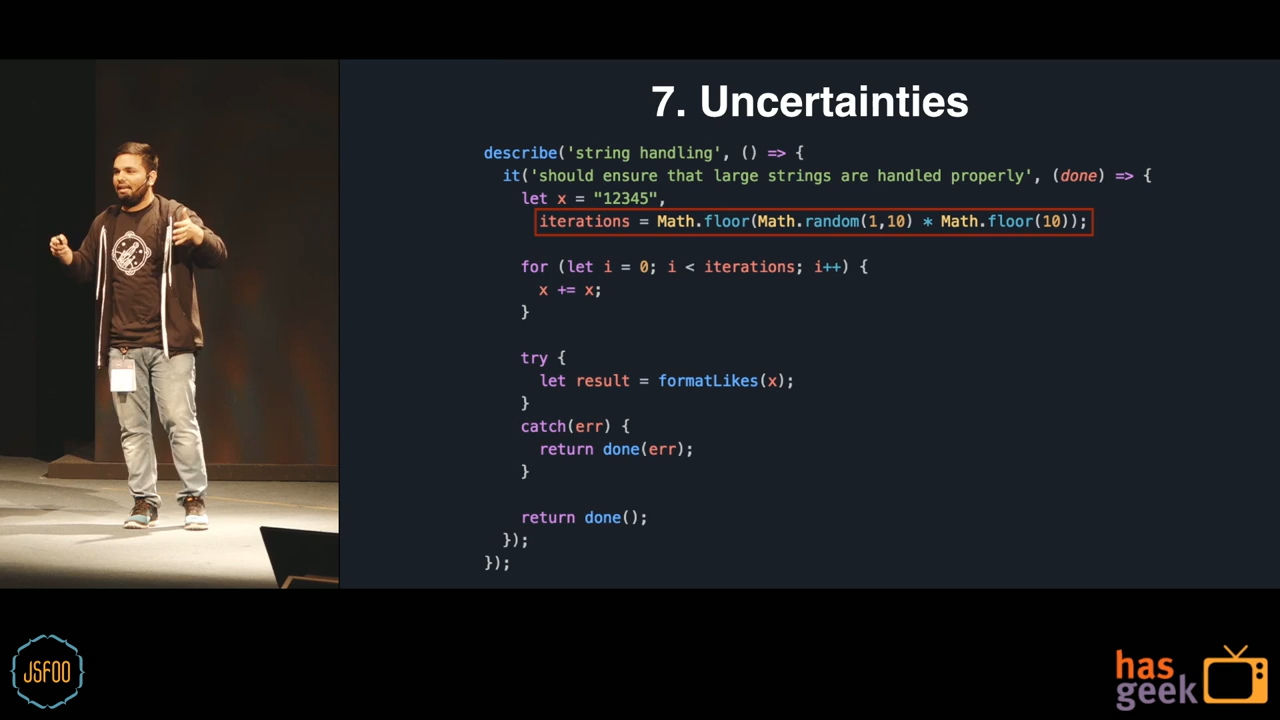 7. Uncertainties
describe('string handling', () => {
it('should ensure that large strings are handled properly', (done) => {
let x = "12345",
iterations = Math.floor(Math.random(1,10) * Math.floor(10));
for (let i = 0; i < iterations; i++) {
x += x;
}
try {
let result = formatLikes(x);
}
catch(err) {
return done(err);
}
return done();
});
});
JSFOO
has
geek